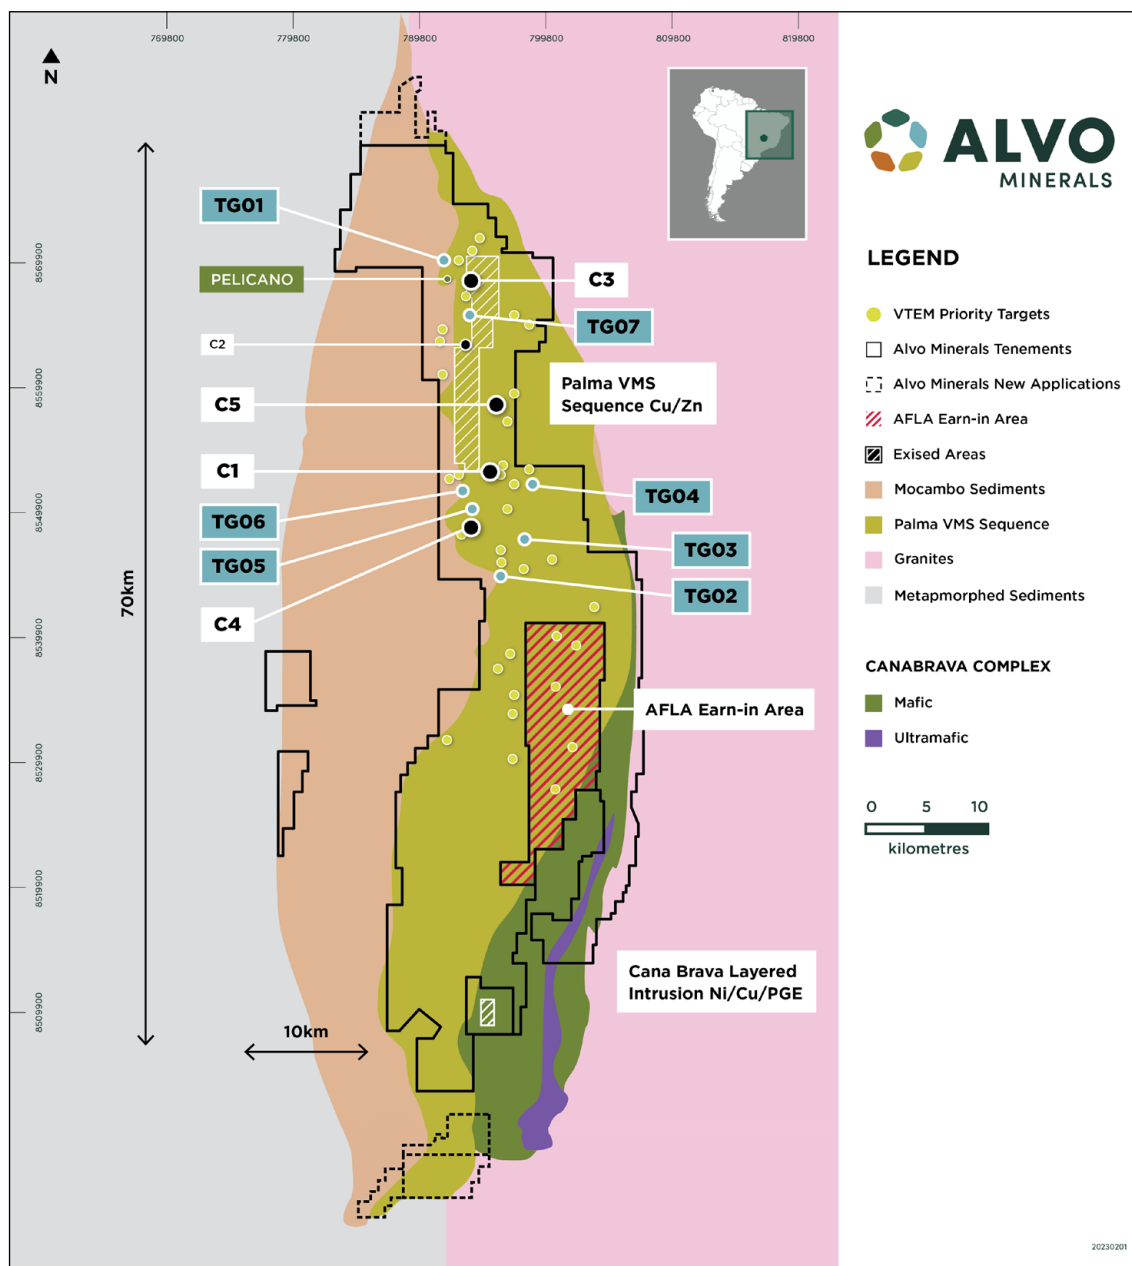 769800
779800
789800
799800
809800
819800
N
ALVO
MINERALS
TG01
8569900
PELICANO
C3
TG07
C2
8559900
Palma VMS
Sequence Cu/Zn
C5
C1
TG04
8549900
TG06
TG03
TG05
TG02
C4
70km
8539900
AFLA Earn-in Area
8529900
8519900
Cana Brava Layered
Intrusion Ni/Cu/PGE
8509900
10km
LEGEND
VTEM Priority Targets
Alvo Minerals Tenements
Alvo Minerals New Applications
AFLA Earn-in Area
Exised Areas
Mocambo Sediments
Palma VMS Sequence
Granites
Metapmorphed Sediments
CANABRAVA COMPLEX
Mafic
Ultramafic
0 5 10
kilometres
20230201